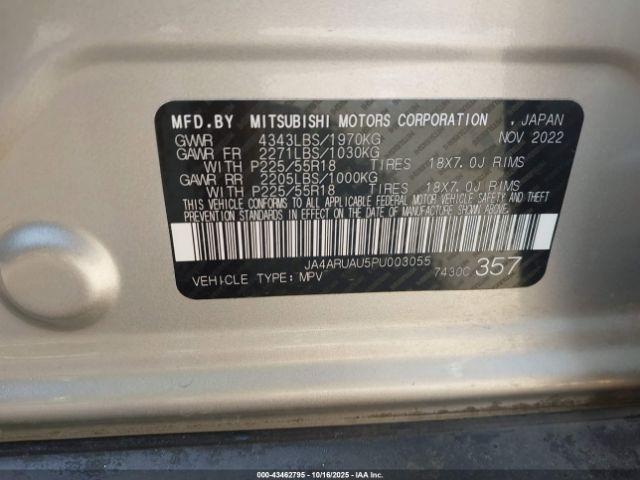 MFD.BY MITSUBISHI MOTORS CORPORATION , JAPAN
GVWR 4343LBS/1970KG NOV 2022
GAWR FR 2271LBS/1030KG
WITH P225/55R18 TIRES 18X7.0J RIMS
GAWR RR 2205LBS/1000KG
WITH P225/55R18 TIRES 18X7.0J RIMS
THIS VEHICLE CONFORMS TO ALL APPLICABLE FEDERAL MOTOR VEHICLE SAFETY AND THEFT
PREVENTION STANDARDS IN EFFECT ON THE DATE OF MANUFACTURE SHOWN ABOVE.
JA4ARUAU5PU003055
VEHICLE TYPE: MPV 7430C 357
000-43462795 - 10/16/2025 - IAA Inc.